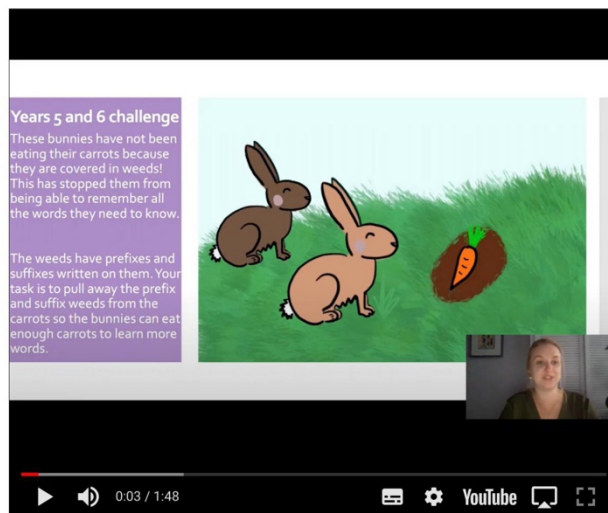 Years 5 and 6 challenge
These bunnies have not been
eating their carrots because
they are covered in weeds!
This has stopped them from
being able to remember all
the words they need to know.
The weeds have prefixes and
suffixes written on them. Your
task is to pull away the prefix
and suffix weeds from the
carrots so the bunnies can eat
enough carrots to learn more
words.
0:03 / 1:48
YouTube